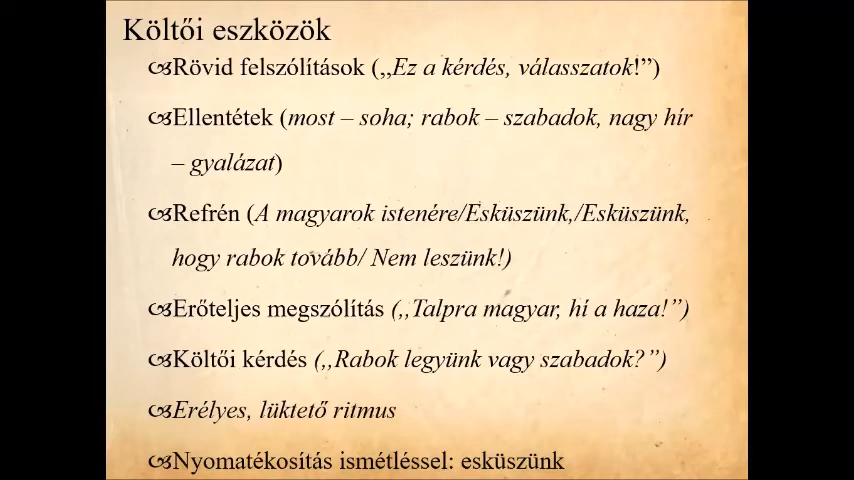 Költői eszközök
Rövid felszólítások (,,Ez a kérdés, válasszatok!”)
Ellentétek (most – soha; rabok – szabadok, nagy hír
– gyalázat)
Refrén (A magyarok istenére/Esküszünk,/Esküszünk,
hogy rabok tovább/ Nem leszünk!)
Erőteljes megszólítás (,,Talpra magyar, hí a haza!”)
Költői kérdés (,,Rabok legyünk vagy szabadok?”)
Erélyes, lüktető ritmus
Nyomatékosítás ismétléssel: esküszünk